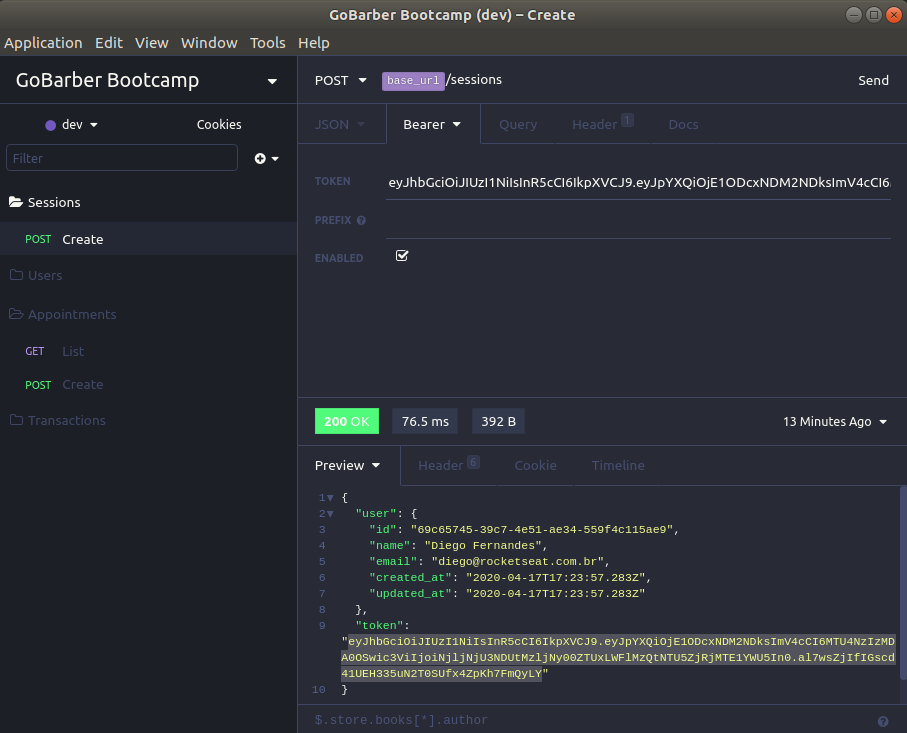 GoBarber Bootcamp (dev) – Create
Application Edit View Window Tools Help
GoBarber Bootcamp
POST base_url/sessions Send
dev Cookies
JSON Bearer Query Header 1 Docs
Filter
TOKEN eyJhbGciOiJIUzI1NiIsInR5cCI6IkpXVCJ9.eyJpYXQiOjE1ODcxNDM2NDksImV4cCI6
Sessions
PREFIX
POST Create
ENABLED
Users
Appointments
GET List
POST Create
Transactions
200 OK 76.5 ms 392 B 13 Minutes Ago
Preview Header 6 Cookie Timeline
1 {
2 "user": {
3 "id": "69c65745-39c7-4e51-ae34-559f4c115ae9",
4 "name": "Diego Fernandes",
5 "email": "diego@rocketseat.com.br",
6 "created_at": "2020-04-17T17:23:57.283Z",
7 "updated_at": "2020-04-17T17:23:57.283Z"
8 },
9 "token":
"eyJhbGciOiJIUzI1NiIsInR5cCI6IkpXVCJ9.eyJpYXQiOjE1ODcxNDM2NDksImV4cCI6MTU4NzIzMD
A0OSwic3ViIjoiNjljNjU3NDUtMzljNy00ZTUxLWFlMzQtNTU5ZjRjMTE1YWU5In0.al7wsZjIfIGscd
41UEH335uN2T0SUfx4ZpKh7FmQyLY"
10 }
$.store.books[*].author